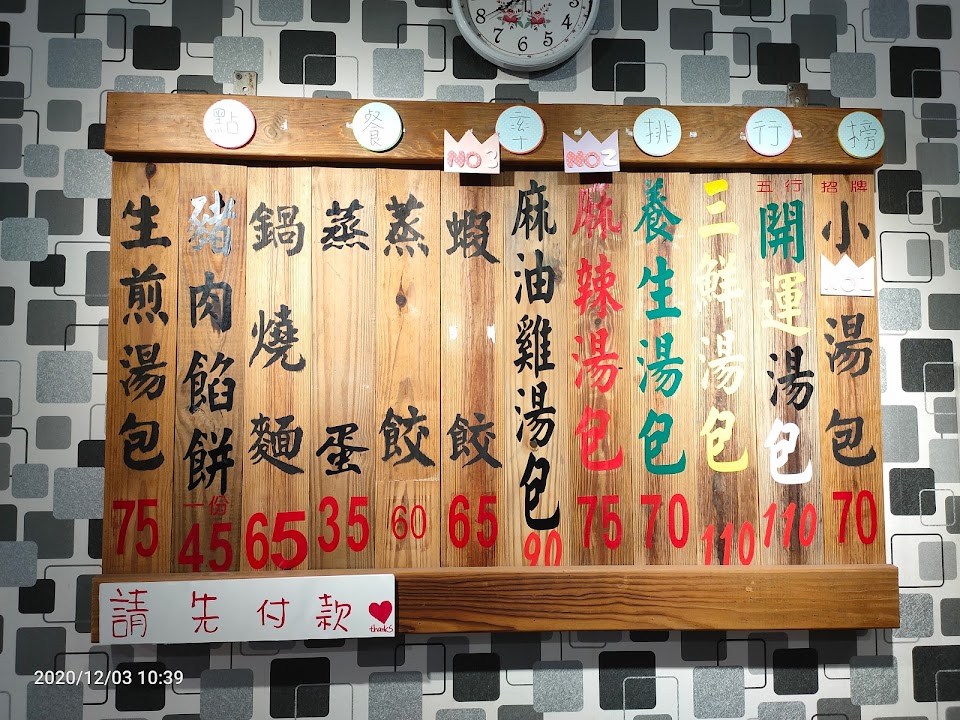 點餐率排行榜
NO3
NO2
招牌
小湯包
70
五行
開運湯包
110
三鮮湯包
110
養生湯包
70
麻辣湯包
75
麻油雞湯包
90
蝦餃
65
蒸餃
60
蒸蛋
35
鍋燒麵
65
豬肉餡餅
一份
45
生煎湯包
75
請先付款
thanks
2020/12/03 10:39